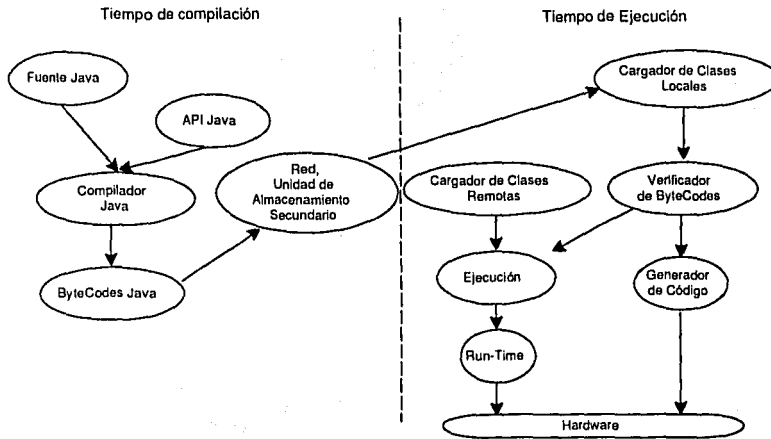 Tiempo de compilación
Tiempo de Ejecución
Fuente Java
API Java
Compilador
Java
ByteCodes Java
Red,
Unidad de
Almacenamiento
Secundario
Cargador de Clases
Locales
Cargador de Clases
Remotas
Verificador
de ByteCodes
Ejecución
Generador
de Código
Run-Time
Hardware